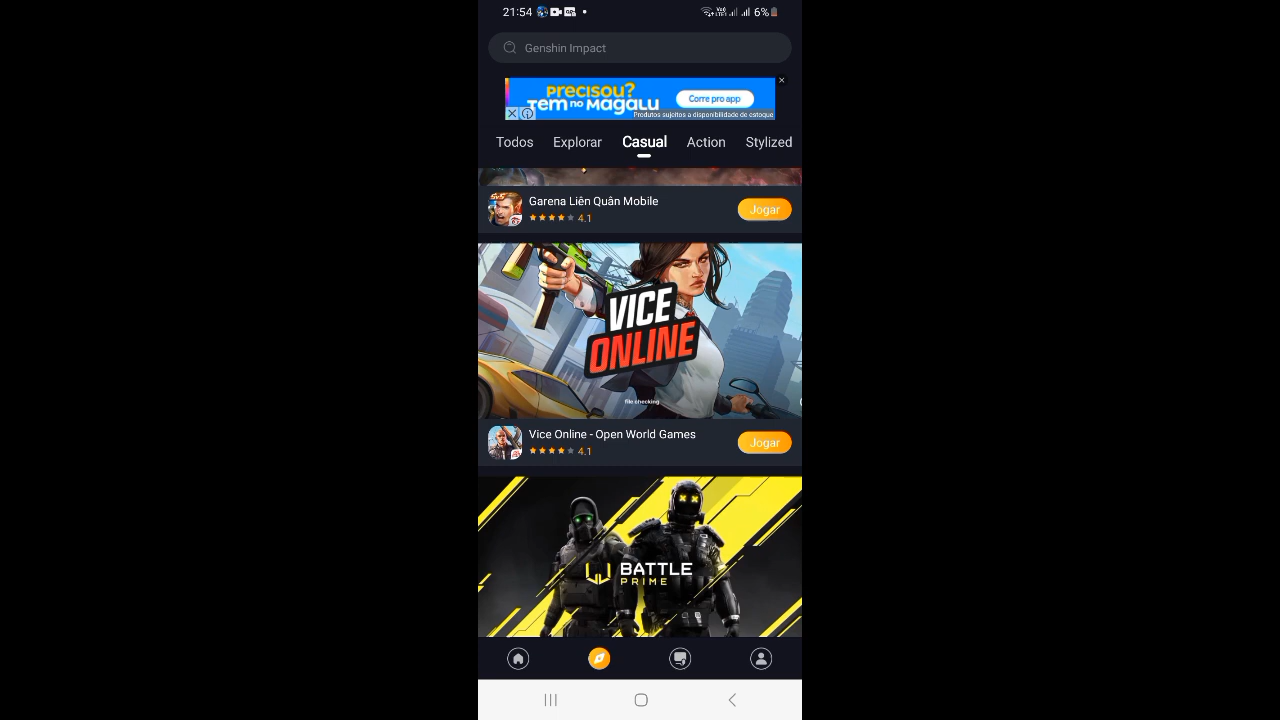 21:54
6%
Genshin Impact
Precisou?
Tem no Magalu
Corre pro app
Produtos sujeitos a disponibilidade de estoque
Todos Explorar Casual Action Stylized
5v5
Garena Liên Quân Mobile
4.1
Jogar
VICE
ONLINE
file checking
Vice Online - Open World Games
4.1
Jogar
BATTLE
PRIME